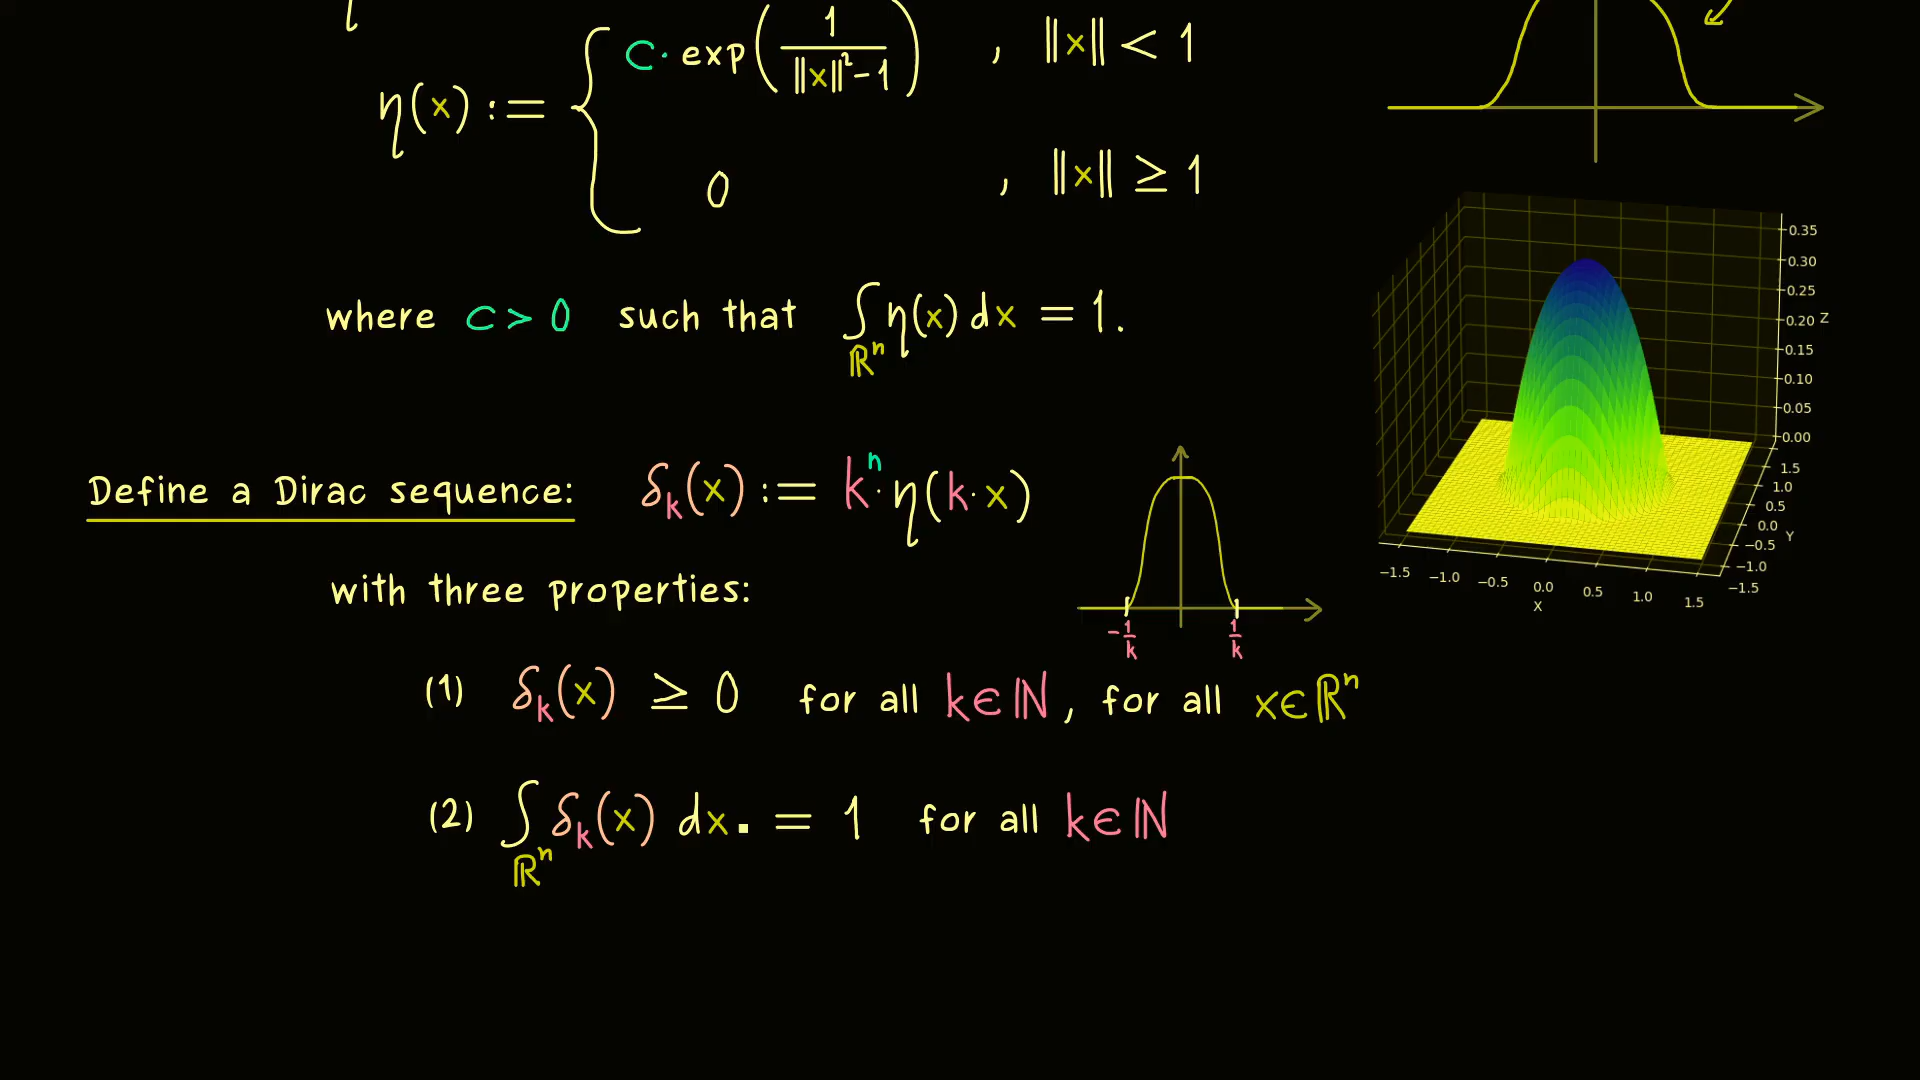 η(x) := { c · exp(1/(‖x‖² − 1)) , ‖x‖ < 1
0 , ‖x‖ ≥ 1
where c > 0 such that ∫_{ℝⁿ} η(x) dx = 1.
Define a Dirac sequence: δ_k(x) := kⁿ · η(k · x)
with three properties:
-1/k 1/k
(1) δ_k(x) ≥ 0 for all k ∈ ℕ, for all x ∈ ℝⁿ
(2) ∫_{ℝⁿ} δ_k(x) dx. = 1 for all k ∈ ℕ
0.35
0.30
0.25
0.20 Z
0.15
0.10
0.05
0.00
1.5
1.0
0.5
0.0
−0.5 Y
−1.0
−1.5
−1.5 −1.0 −0.5 0.0 0.5 1.0 1.5
X